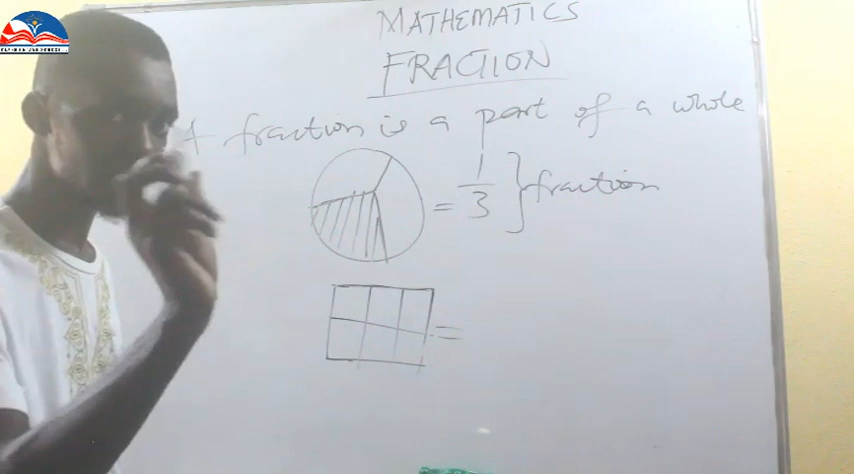 MATHEMATICS
FRACTION
A fraction is a part of a whole
= 1/3 } fraction
=